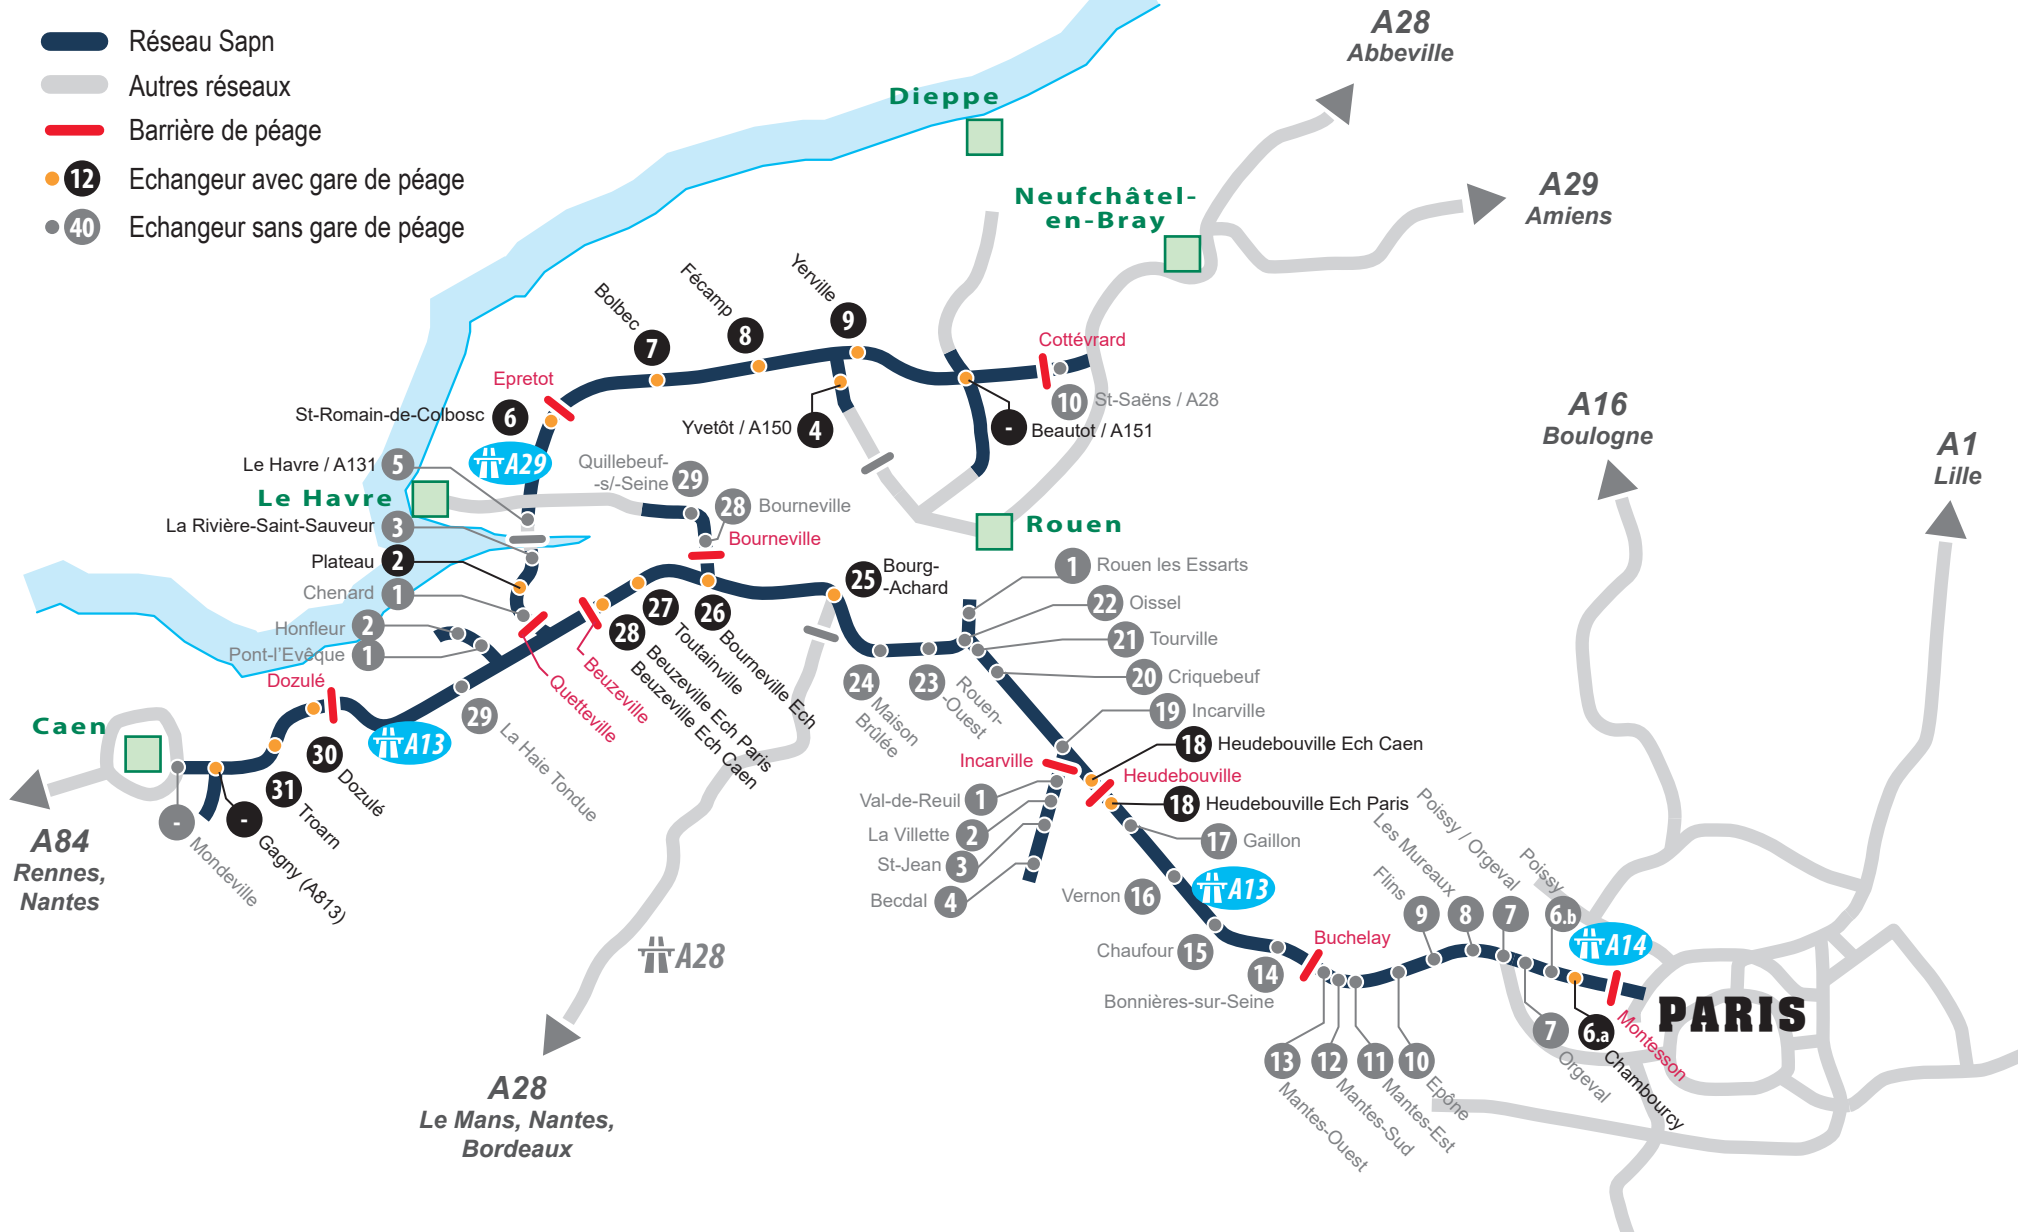 Réseau Sapn
Autres réseaux
Barrière de péage
12 Echangeur avec gare de péage
40 Echangeur sans gare de péage
A28
Abbeville
Dieppe
A29
Amiens
Neufchâtel-
en-Bray
Yerville
9
Fécamp
8
Bolbec
7
Cottévrard
Epretot
10
St-Saëns / A28
St-Romain-de-Colbosc 6
Yvetôt / A150 4
-
Beautot / A151
A16
Boulogne
A1
Lille
A29
Le Havre / A131 5
Quillebeuf-
-s/-Seine
29
Le Havre
28
Bourneville
La Rivière-Saint-Sauveur 3
Bourneville
Rouen
Plateau 2
Chenard 1
25
Bourg-
-Achard
1 Rouen les Essarts
22 Oissel
21 Tourville
20 Criquebeuf
19 Incarville
Honfleur 2
Pont-l'Evêque 1
28
Beuzeville Ech Paris
Beuzeville Ech Caen
27
Toutainville
26
Bourneville Ech
Beuzeville
Quetteville
Dozulé
24
Maison
Brûlée
23
Rouen-
-Ouest
Caen
A13
29
La Haie Tondue
30
Dozulé
31
Troarn
-
Gagny (A813)
-
Mondeville
A84
Rennes,
Nantes
18 Heudebouville Ech Caen
Incarville
Heudebouville
18 Heudebouville Ech Paris
Val-de-Reuil 1
La Villette 2
St-Jean 3
Becdal 4
17 Gaillon
A13
Vernon 16
Chaufour 15
14
Bonnières-sur-Seine
Buchelay
Flins
9
Les Mureaux
8
Poissy / Orgeval
7
Poissy
6.b
A14
PARIS
Montesson
6.a
Chambourcy
7
Orgeval
13
Mantes-Ouest
12
Mantes-Sud
11
Mantes-Est
10
Epône
A28
A28
Le Mans, Nantes,
Bordeaux